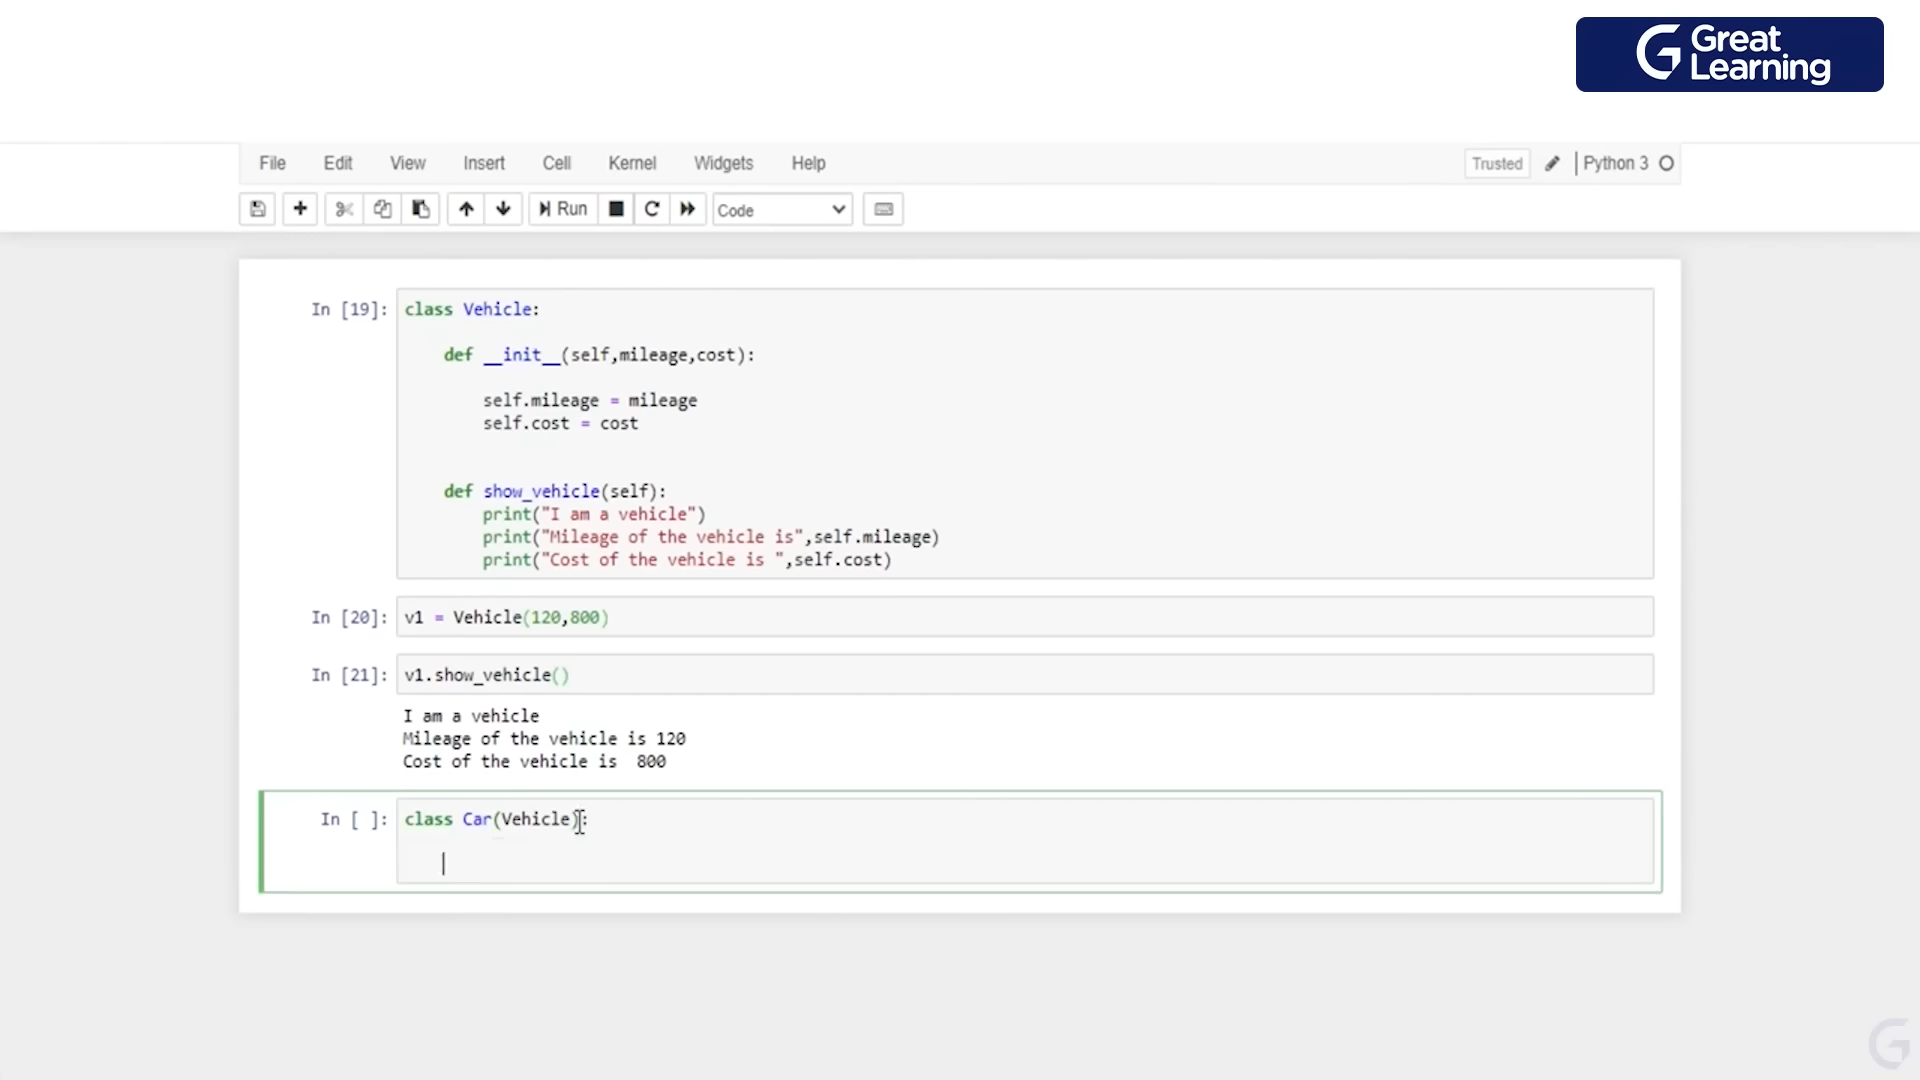 Great
Learning
File Edit View Insert Cell Kernel Widgets Help Trusted Python 3
Run Code
In [19]: class Vehicle:
def __init__(self,mileage,cost):
self.mileage = mileage
self.cost = cost
def show_vehicle(self):
print("I am a vehicle")
print("Mileage of the vehicle is",self.mileage)
print("Cost of the vehicle is ",self.cost)
In [20]: v1 = Vehicle(120,800)
In [21]: v1.show_vehicle()
I am a vehicle
Mileage of the vehicle is 120
Cost of the vehicle is  800
In [ ]: class Car(Vehicle):